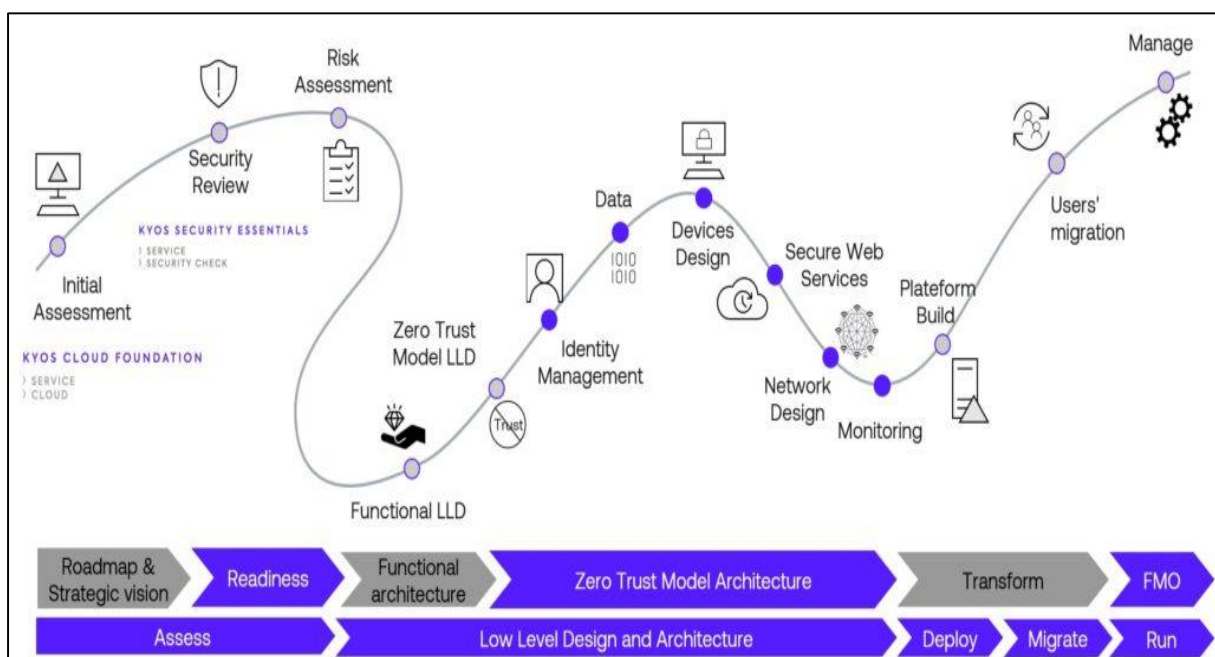 Manage
Risk
Assessment
Security
Review
KYOS SECURITY ESSENTIALS
⟩ SERVICE
⟩ SECURITY CHECK
Initial
Assessment
KYOS CLOUD FOUNDATION
⟩ SERVICE
⟩ CLOUD
Functional LLD
Zero Trust
Model LLD
Trust
Identity
Management
Data
1010
1010
Devices
Design
Secure Web
Services
Network
Design
Monitoring
Plateform
Build
Users'
migration
Roadmap &
Strategic vision
Readiness
Functional
architecture
Zero Trust Model Architecture
Transform
FMO
Assess
Low Level Design and Architecture
Deploy
Migrate
Run